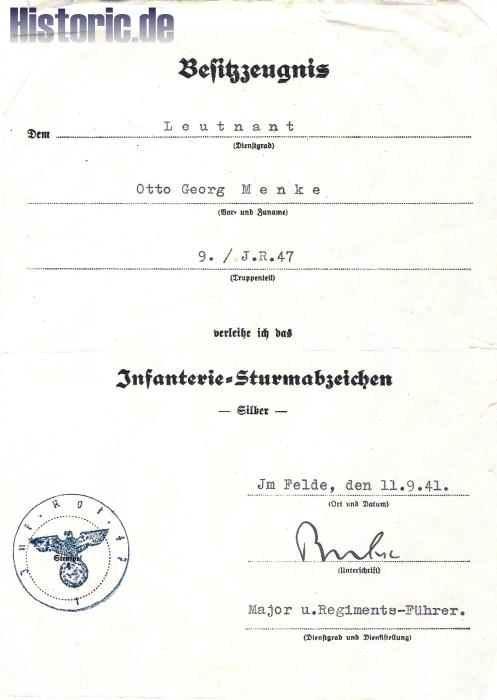 Historic.de
Besitzzeugnis
Dem Leutnant
(Dienstgrad)
Otto Georg Menke
(Vor- und Zuname)
9. / J.R.47
(Truppenteil)
verleihe ich das
Infanterie-Sturmabzeichen
— Silber —
Jm Felde, den 11.9.41.
(Ort und Datum)
(Unterschrift)
Stempel
Major u.Regiments-Führer.
(Dienstgrad und Dienststellung)